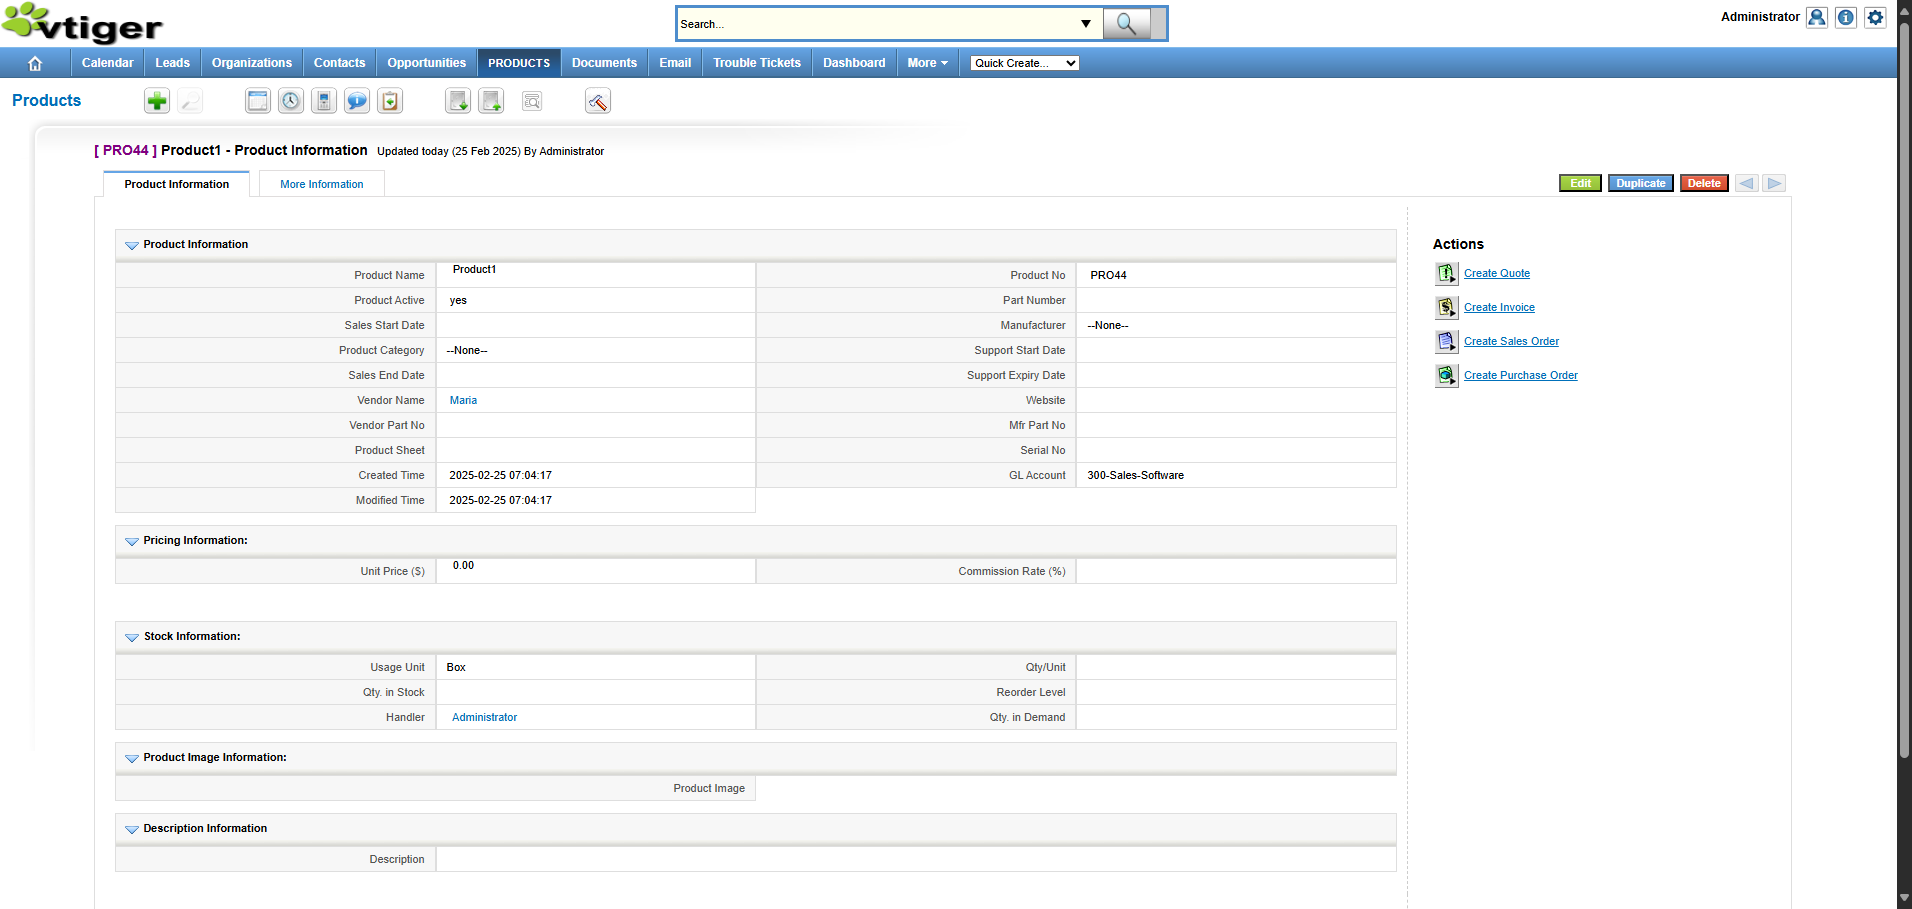 vtiger
Search...
Administrator
Calendar Leads Organizations Contacts Opportunities PRODUCTS Documents Email Trouble Tickets Dashboard More Quick Create...
Products
[ PRO44 ] Product1 - Product Information Updated today (25 Feb 2025) By Administrator
Product Information More Information Edit Duplicate Delete
Product Information
Product Name Product1 Product No PRO44
Product Active yes Part Number
Sales Start Date Manufacturer --None--
Product Category --None-- Support Start Date
Sales End Date Support Expiry Date
Vendor Name Maria Website
Vendor Part No Mfr Part No
Product Sheet Serial No
Created Time 2025-02-25 07:04:17 GL Account 300-Sales-Software
Modified Time 2025-02-25 07:04:17
Pricing Information:
Unit Price ($) 0.00 Commission Rate (%)
Stock Information:
Usage Unit Box Qty/Unit
Qty. in Stock Reorder Level
Handler Administrator Qty. in Demand
Product Image Information:
Product Image
Description Information
Description
Actions
Create Quote
Create Invoice
Create Sales Order
Create Purchase Order